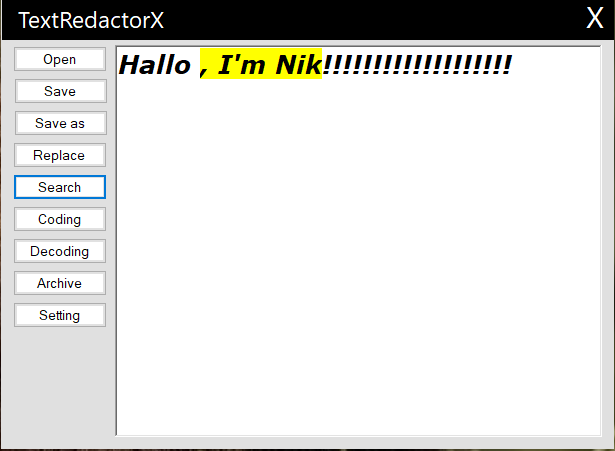 TextRedactorX X
Open
Save
Save as
Replace
Search
Coding
Decoding
Archive
Setting
Hallo , I'm Nik!!!!!!!!!!!!!!!!!!!